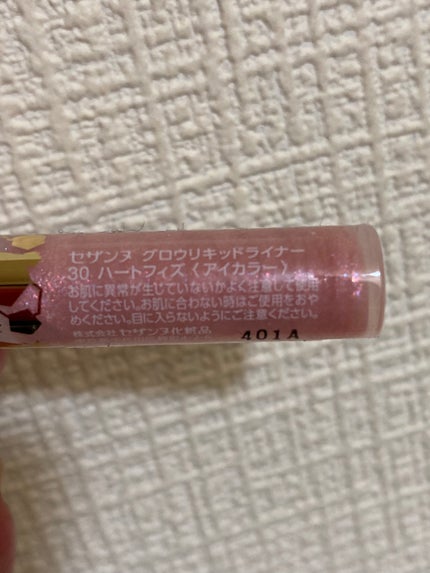 セザンヌ グロウリキッドライナー
30 ハートフィズ〈アイカラー〉
お肌に異常が生じていないかよく注意して使用
してください。お肌に合わない時はご使用をおや
めください。目に入らないようにご注意ください。
株式会社 セザンヌ化粧品
401A